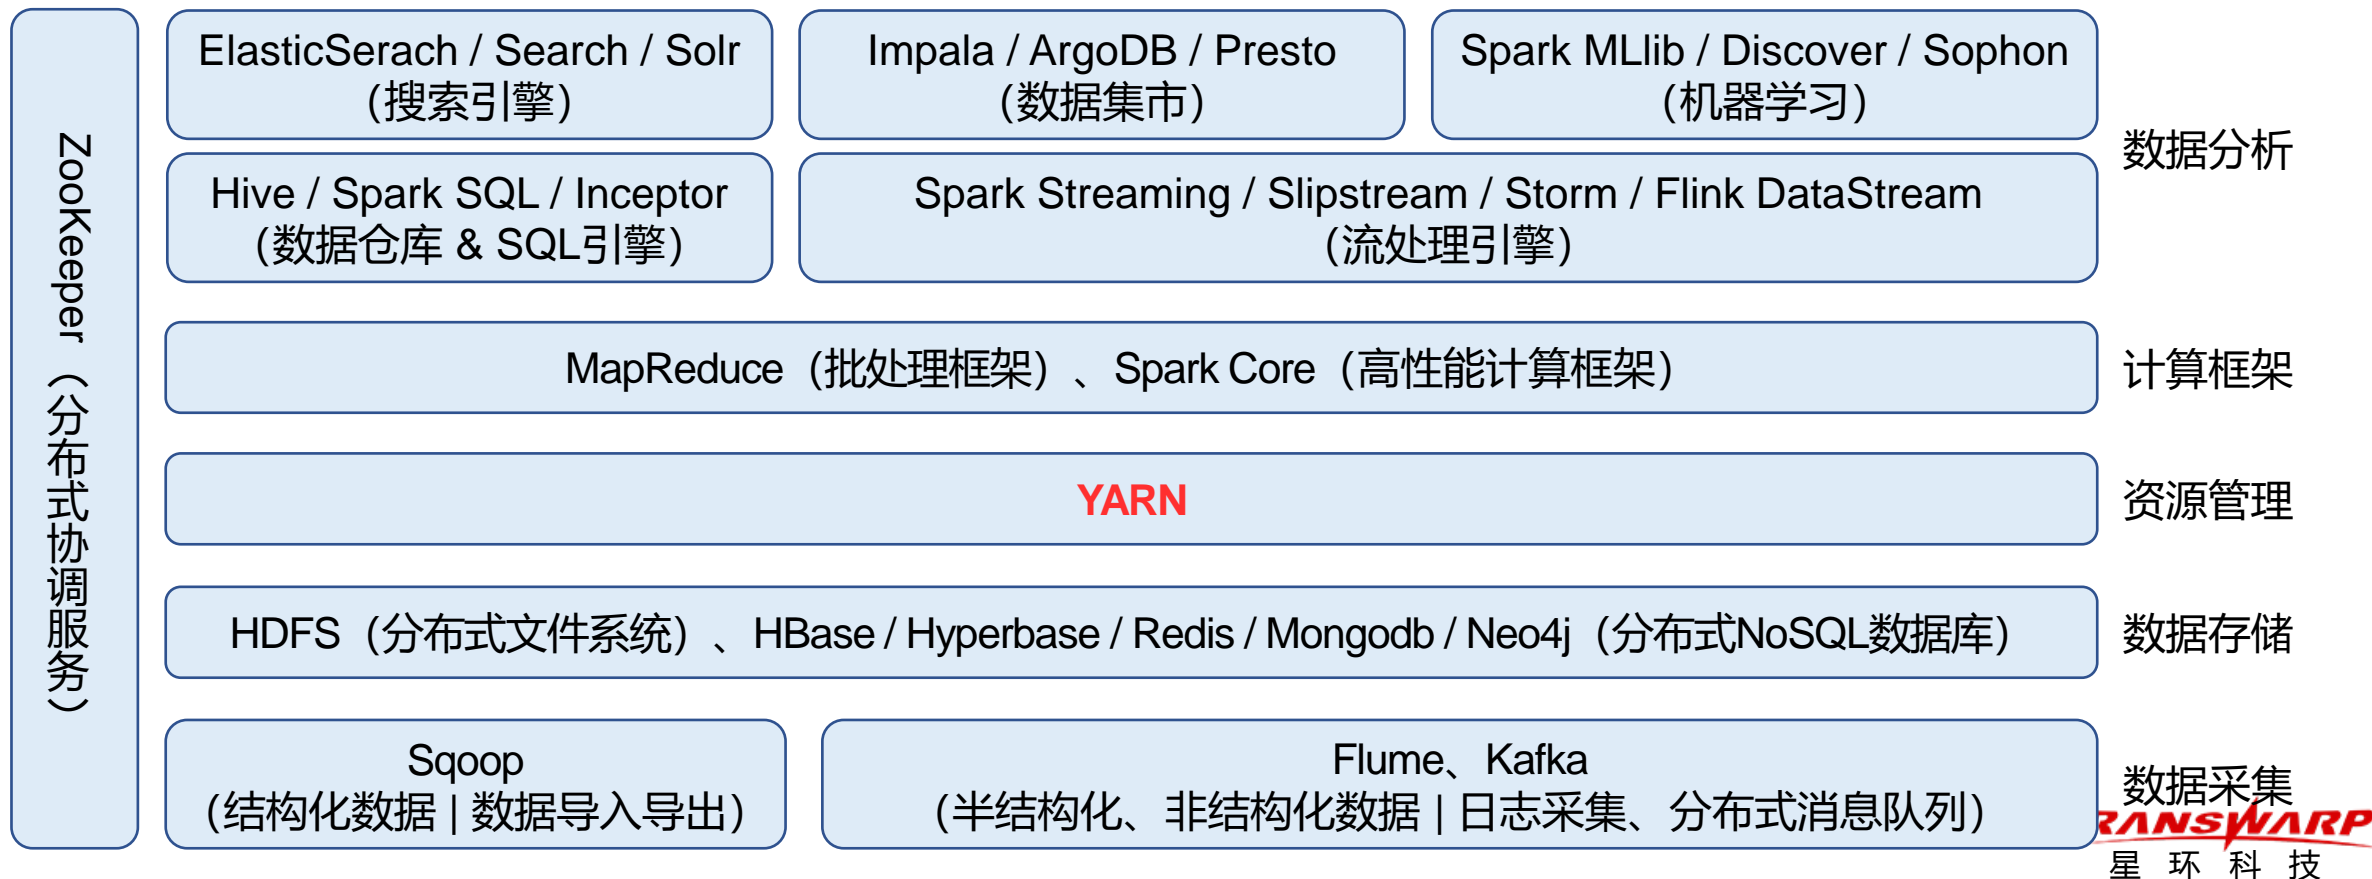 ZooKeeper（分布式协调服务）
ElasticSerach / Search / Solr
（搜索引擎）
Impala / ArgoDB / Presto
（数据集市）
Spark MLlib / Discover / Sophon
（机器学习）
Hive / Spark SQL / Inceptor
（数据仓库 & SQL引擎）
Spark Streaming / Slipstream / Storm / Flink DataStream
（流处理引擎）
数据分析
MapReduce（批处理框架）、Spark Core（高性能计算框架）
计算框架
YARN
资源管理
HDFS（分布式文件系统）、HBase / Hyperbase / Redis / Mongodb / Neo4j（分布式NoSQL数据库）
数据存储
Sqoop
（结构化数据 | 数据导入导出）
Flume、Kafka
（半结构化、非结构化数据 | 日志采集、分布式消息队列）
数据采集
RANSWARP
星环科技